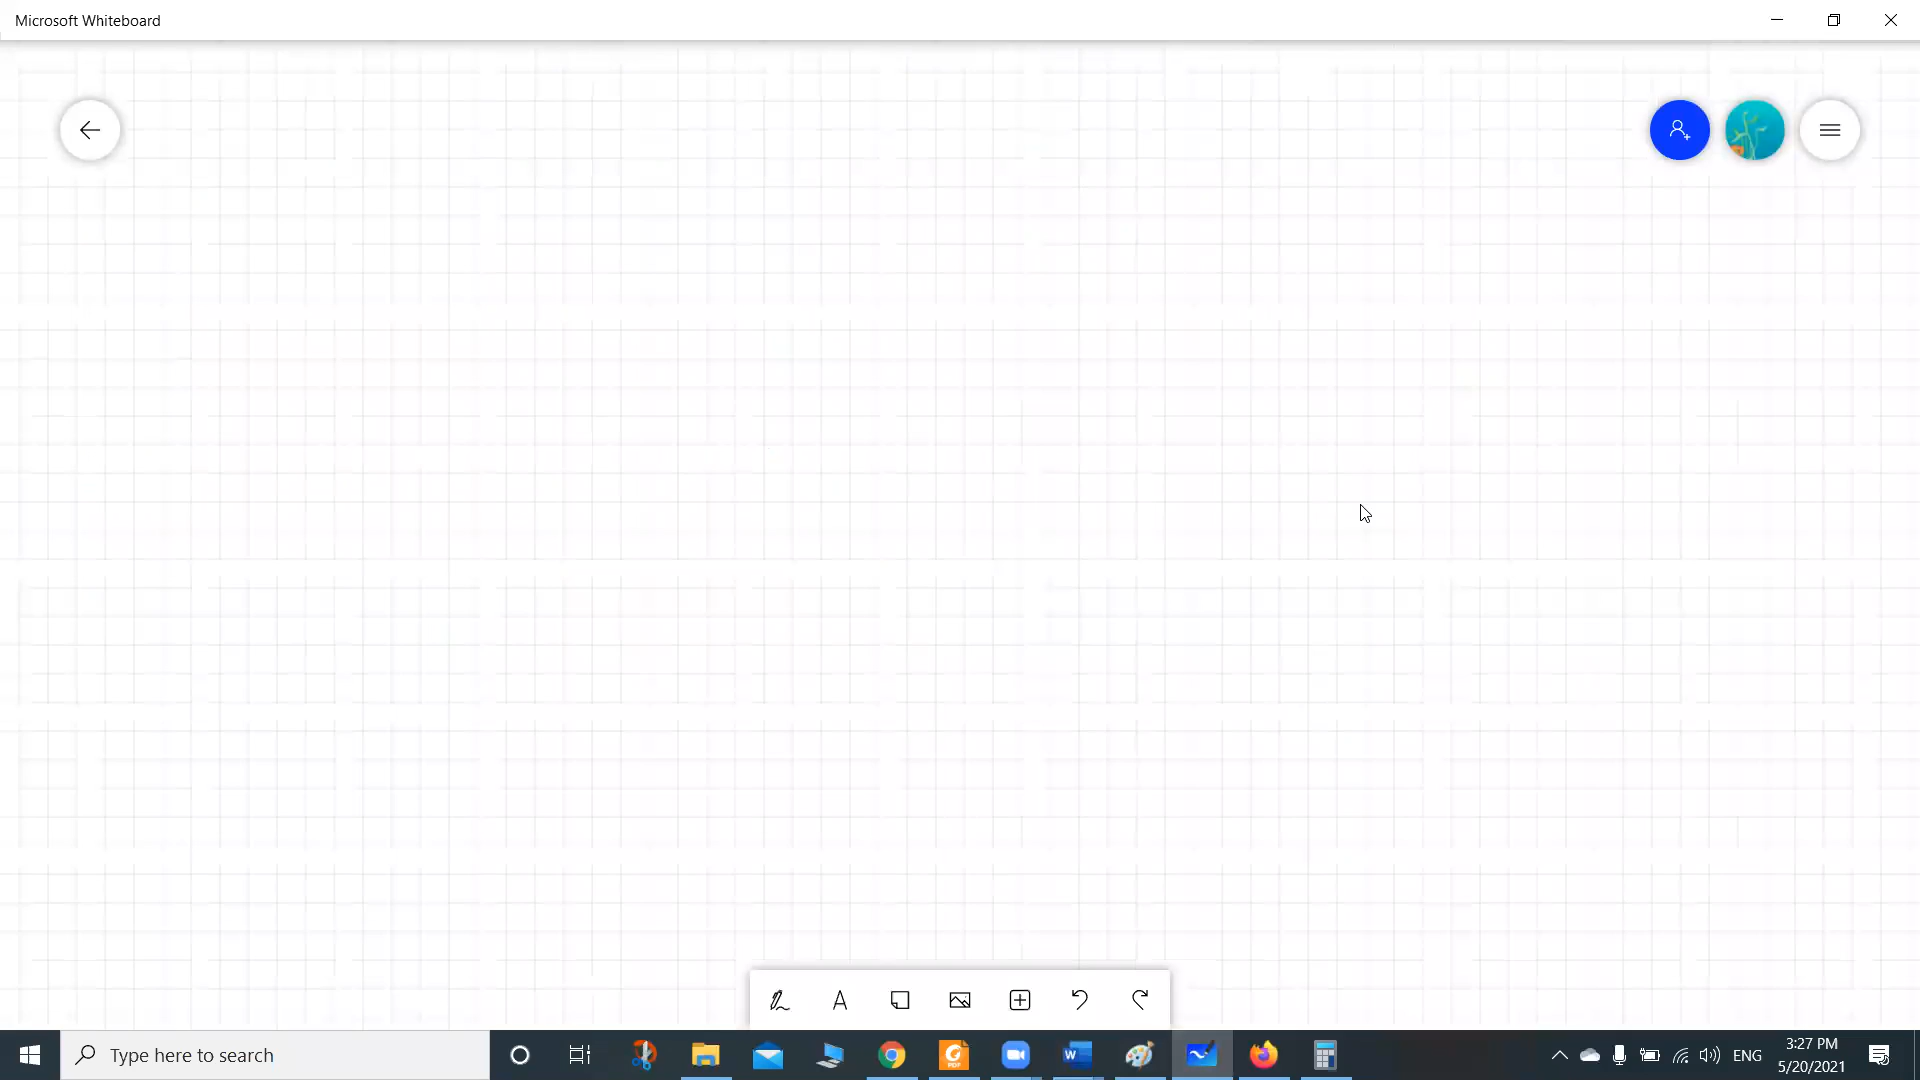 Microsoft Whiteboard
Type here to search
ENG
3:27 PM
5/20/2021